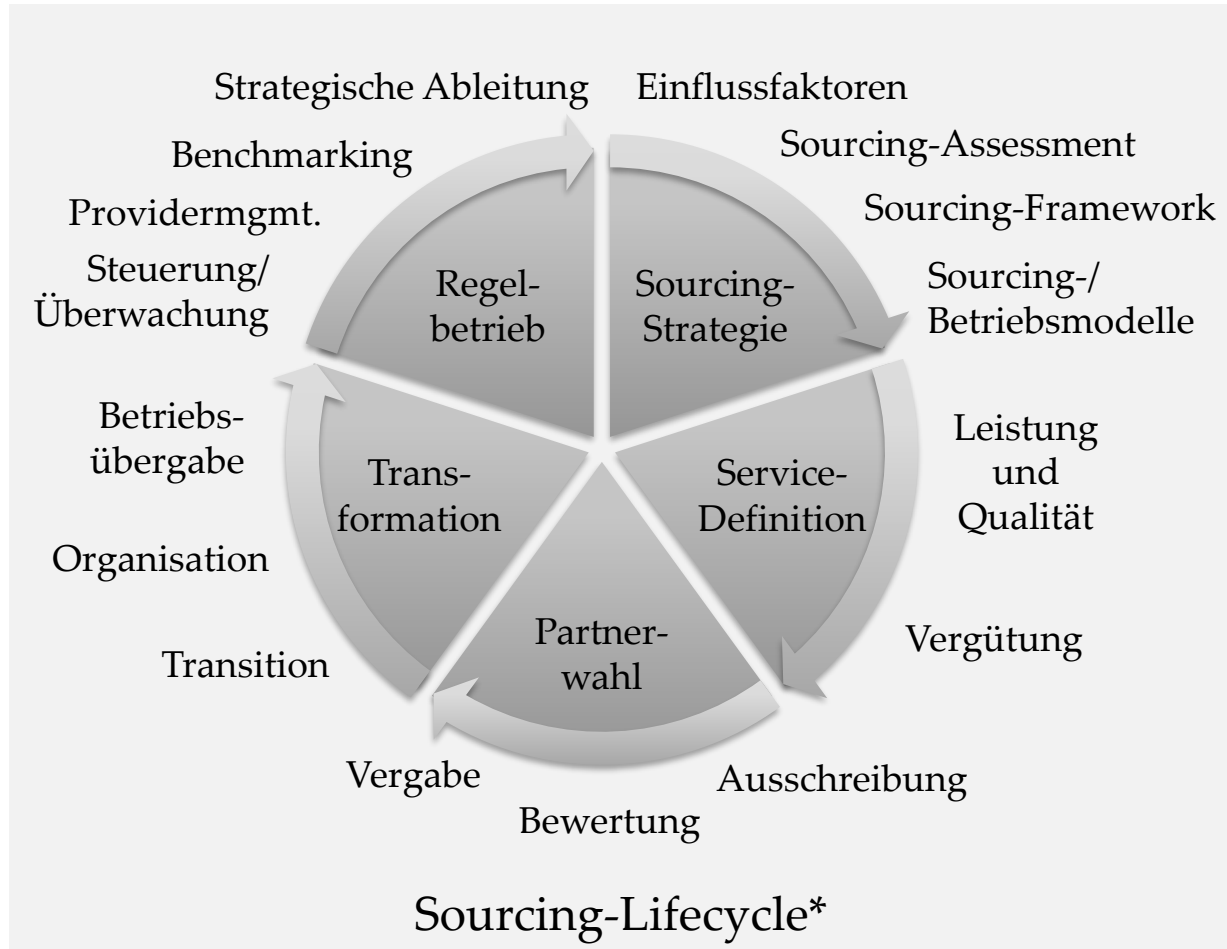 Strategische Ableitung
Einflussfaktoren
Benchmarking
Sourcing-Assessment
Providermgmt.
Sourcing-Framework
Steuerung/
Überwachung
Sourcing-/
Betriebsmodelle
Regel-
betrieb
Sourcing-
Strategie
Betriebs-
übergabe
Trans-
formation
Service-
Definition
Leistung
und
Qualität
Organisation
Partner-
wahl
Vergütung
Transition
Vergabe
Bewertung
Ausschreibung
Sourcing-Lifecycle*